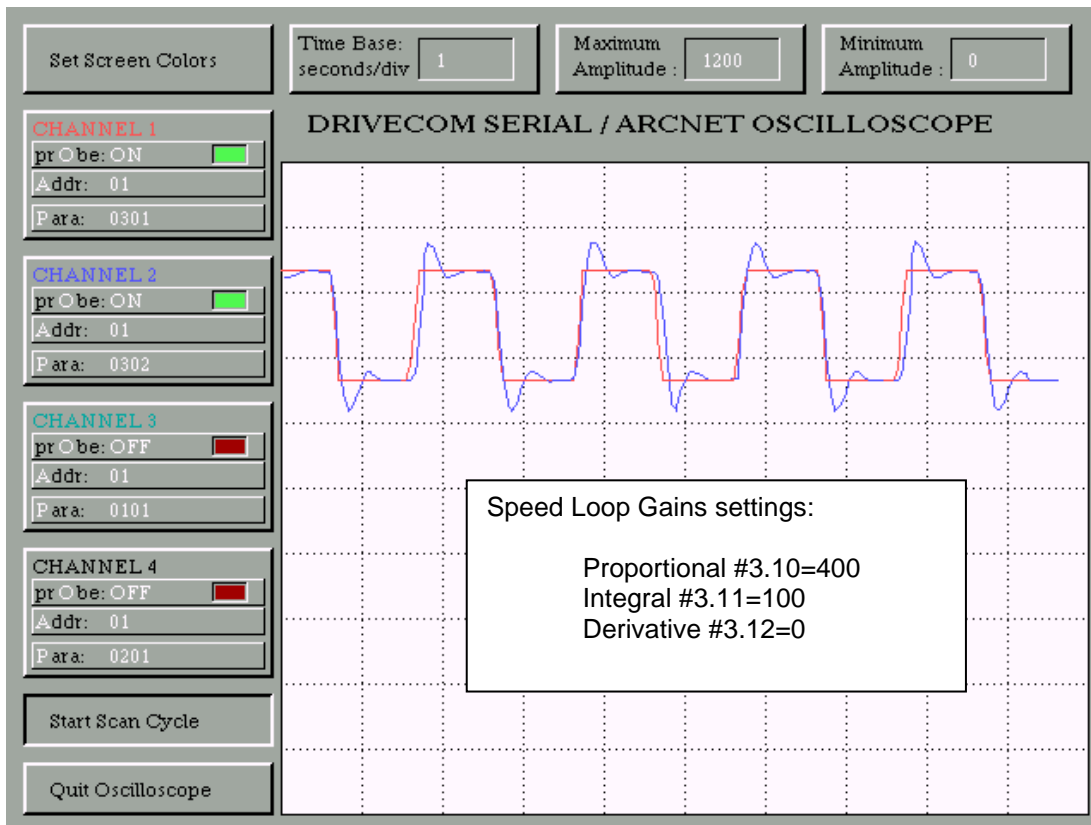 Set Screen Colors
Time Base:
seconds/div 1
Maximum
Amplitude : 1200
Minimum
Amplitude : 0
DRIVECOM SERIAL / ARCNET OSCILLOSCOPE
CHANNEL 1
prObe: ON
Addr: 01
Para: 0301
CHANNEL 2
prObe: ON
Addr: 01
Para: 0302
CHANNEL 3
prObe: OFF
Addr: 01
Para: 0101
CHANNEL 4
prObe: OFF
Addr: 01
Para: 0201
Start Scan Cycle
Quit Oscilloscope
Speed Loop Gains settings:
Proportional #3.10=400
Integral #3.11=100
Derivative #3.12=0